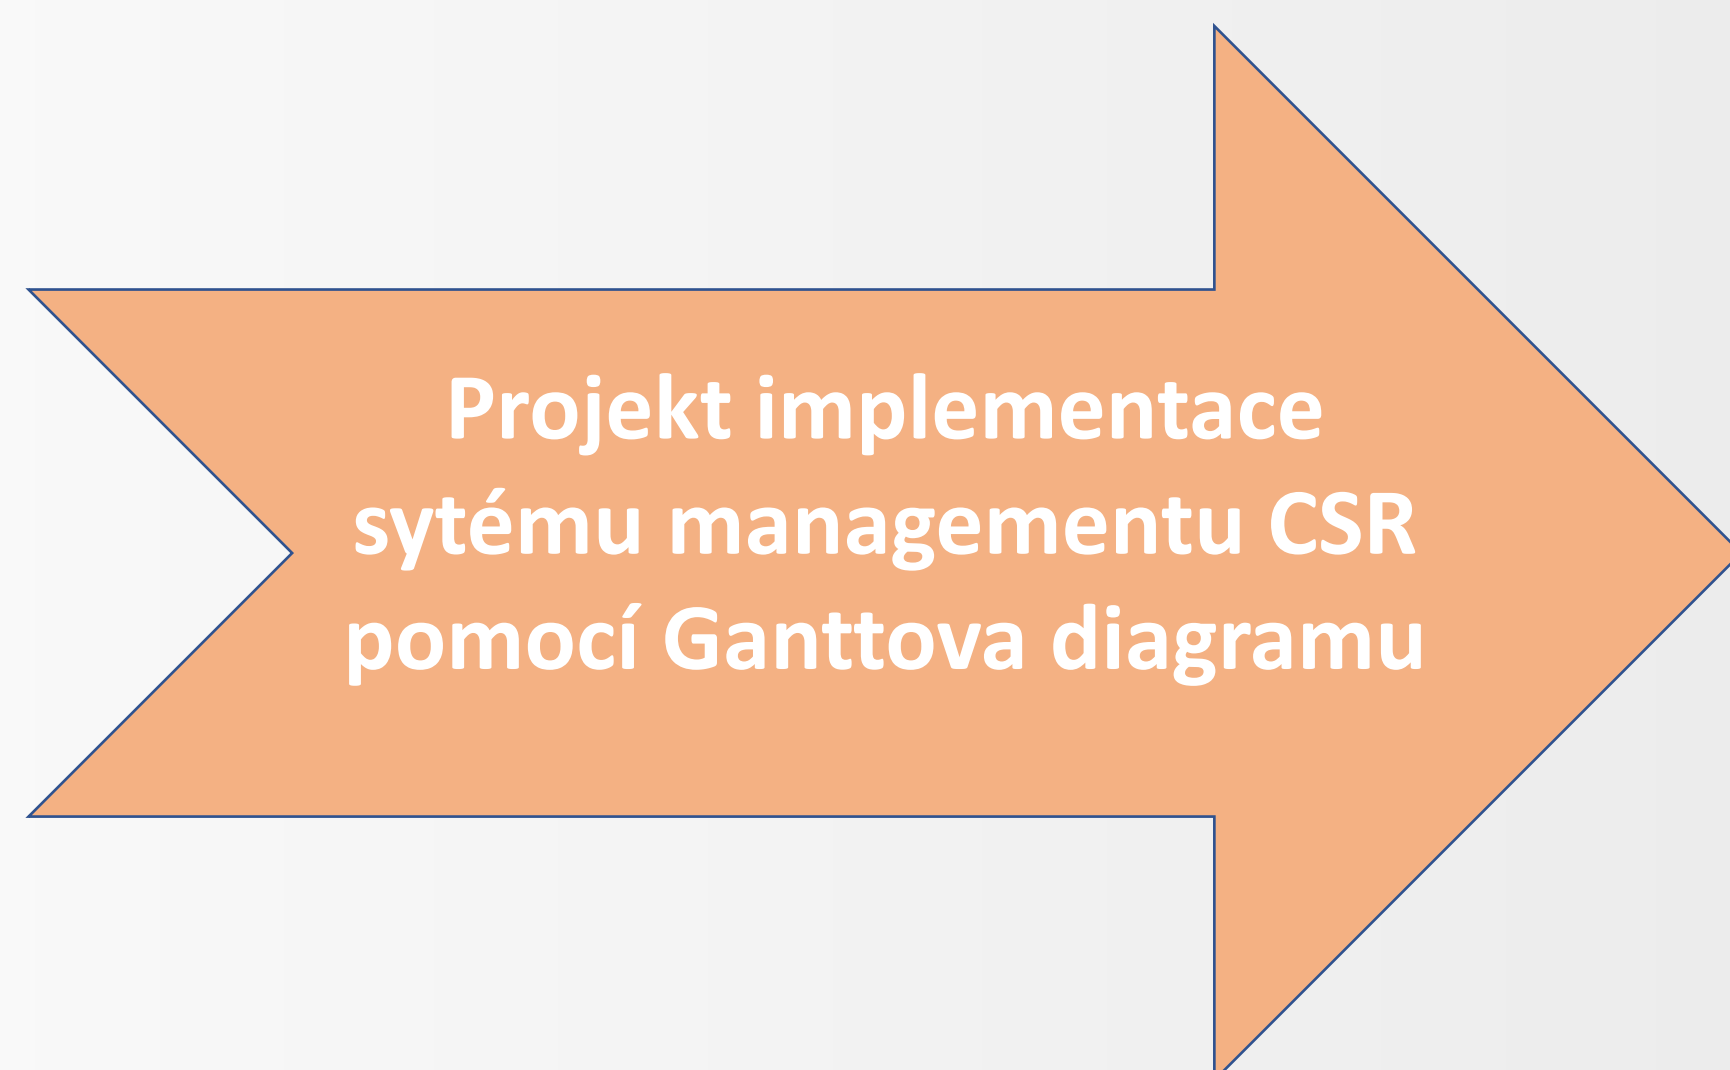 Projekt implementace
sytému managementu CSR
pomocí Ganttova diagramu